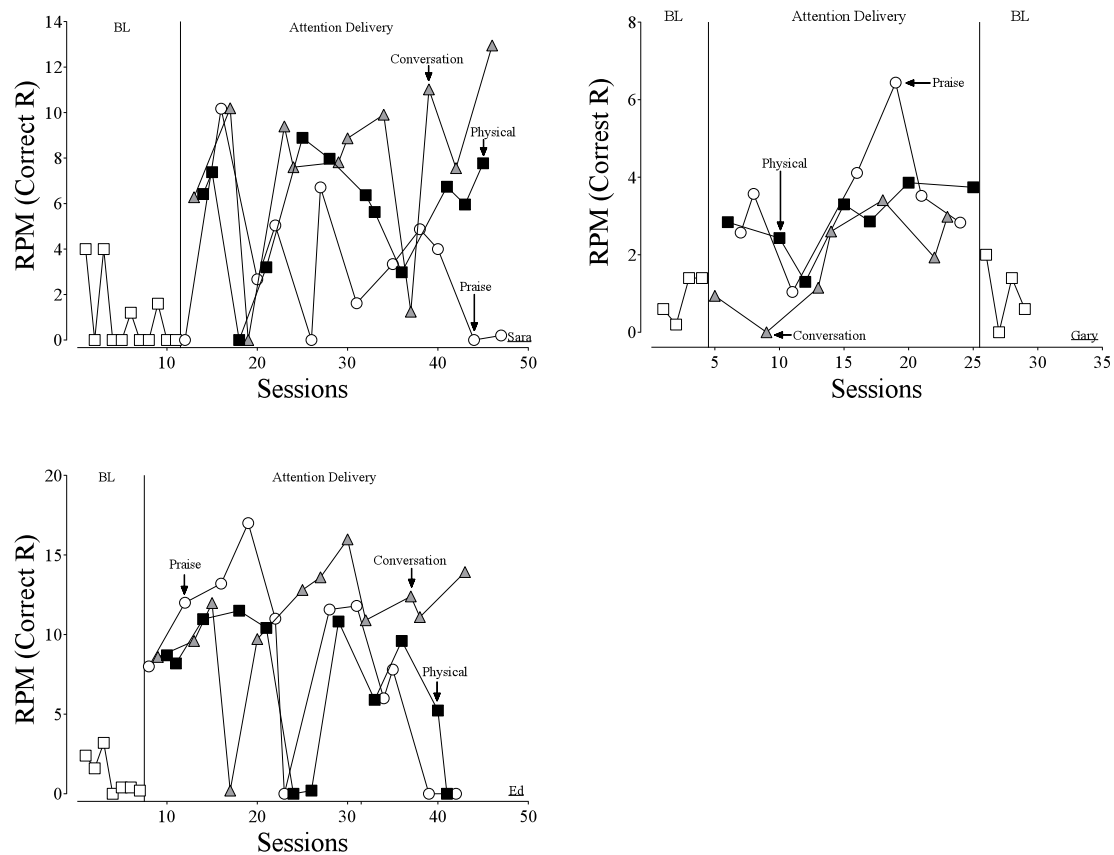 14
12
10
8
6
4
2
0
RPM (Correct R)
BL
Attention Delivery
Conversation
Physical
Praise
Sara
10
20
30
40
50
Sessions
8
6
4
2
0
RPM (Correst R)
BL
Attention Delivery
BL
Praise
Physical
Conversation
Gary
5
10
15
20
25
30
35
Sessions
20
15
10
5
0
RPM (Correct R)
BL
Attention Delivery
Praise
Conversation
Physical
Ed
10
20
30
40
50
Sessions